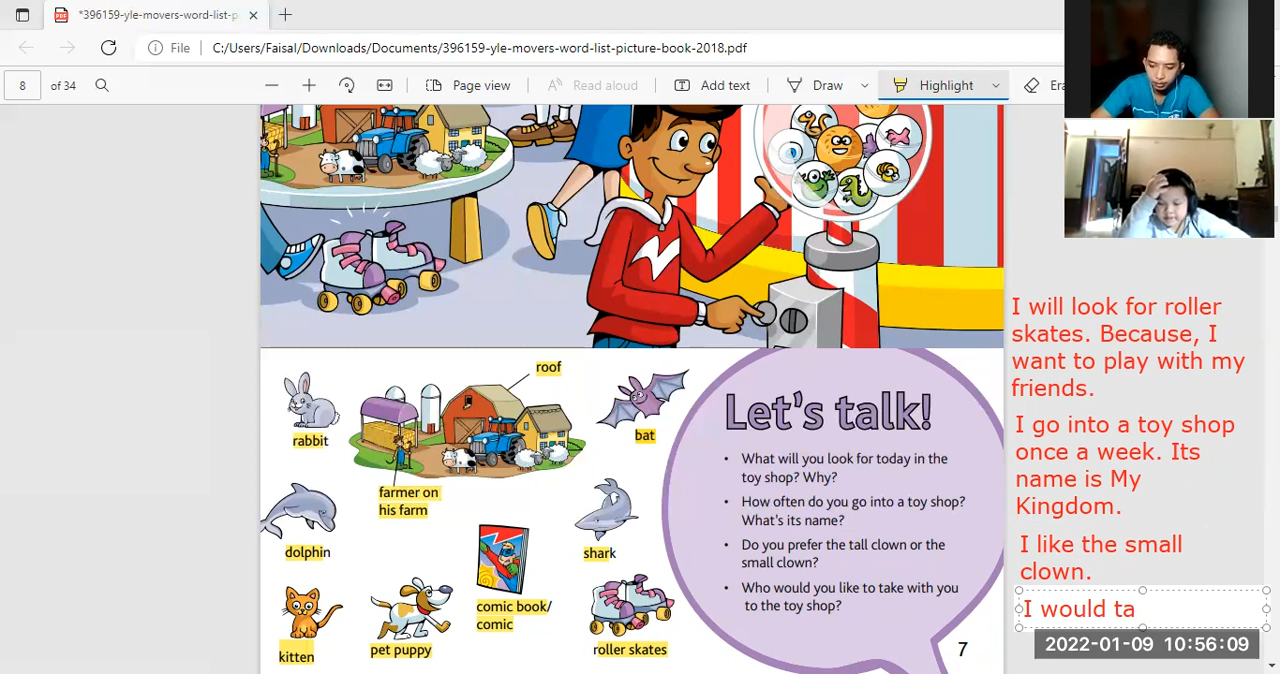 *396159-yle-movers-word-list-p
File
C:/Users/Faisal/Downloads/Documents/396159-yle-movers-word-list-picture-book-2018.pdf
8
of 34
Page view
Read aloud
Add text
Draw
Highlight
Era
roof
rabbit
bat
farmer on
his farm
dolphin
shark
comic book/
comic
kitten
pet puppy
roller skates
Let's talk!
• What will you look for today in the
toy shop? Why?
• How often do you go into a toy shop?
What's its name?
• Do you prefer the tall clown or the
small clown?
• Who would you like to take with you
to the toy shop?
7
I will look for roller
skates. Because, I
want to play with my
friends.
I go into a toy shop
once a week. Its
name is My
Kingdom.
I like the small
clown.
I would ta
2022-01-09 10:56:09